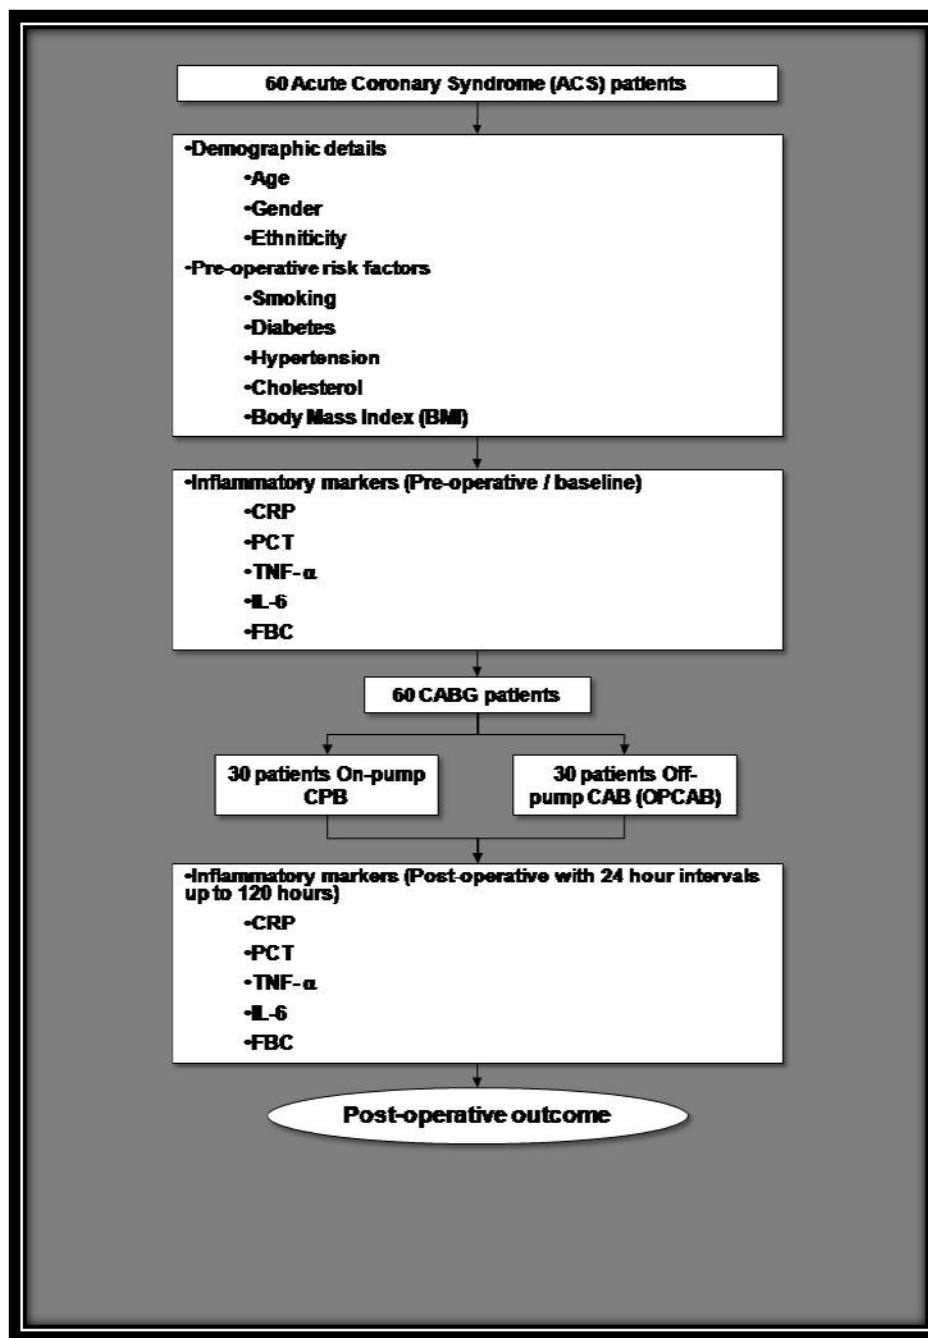 60 Acute Coronary Syndrome (ACS) patients
•Demographic details
•Age
•Gender
•Ethniticity
•Pre-operative risk factors
•Smoking
•Diabetes
•Hypertension
•Cholesterol
•Body Mass Index (BMI)
•Inflammatory markers (Pre-operative / baseline)
•CRP
•PCT
•TNF- α
•IL-6
•FBC
60 CABG patients
30 patients On-pump
CPB
30 patients Off-
pump CAB (OPCAB)
•Inflammatory markers (Post-operative with 24 hour intervals
up to 120 hours)
•CRP
•PCT
•TNF- α
•IL-6
•FBC
Post-operative outcome